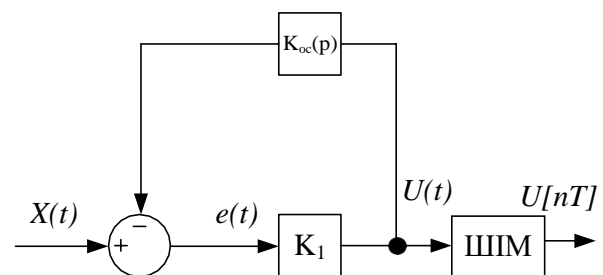 Kос(p)
X(t)
+
−
e(t)
K1
U(t)
ШІМ
U[nT]